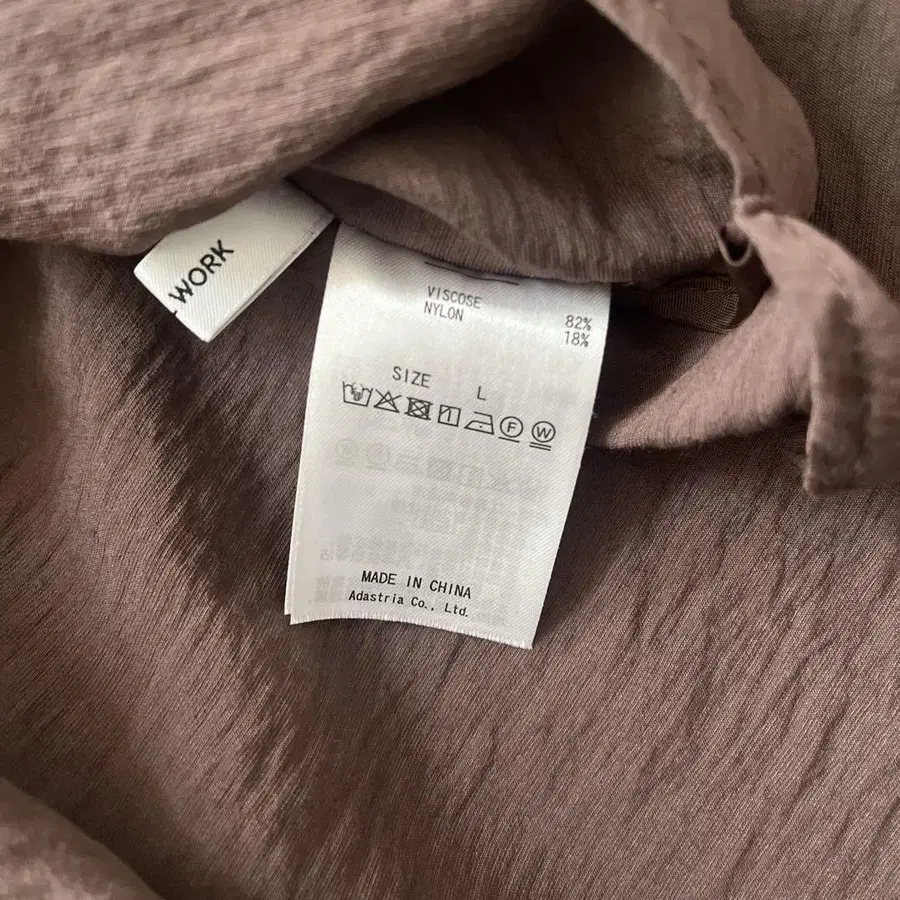 WORK
VISCOSE 82%
NYLON 18%
SIZE L
F W
MADE IN CHINA
Adastria Co., Ltd.